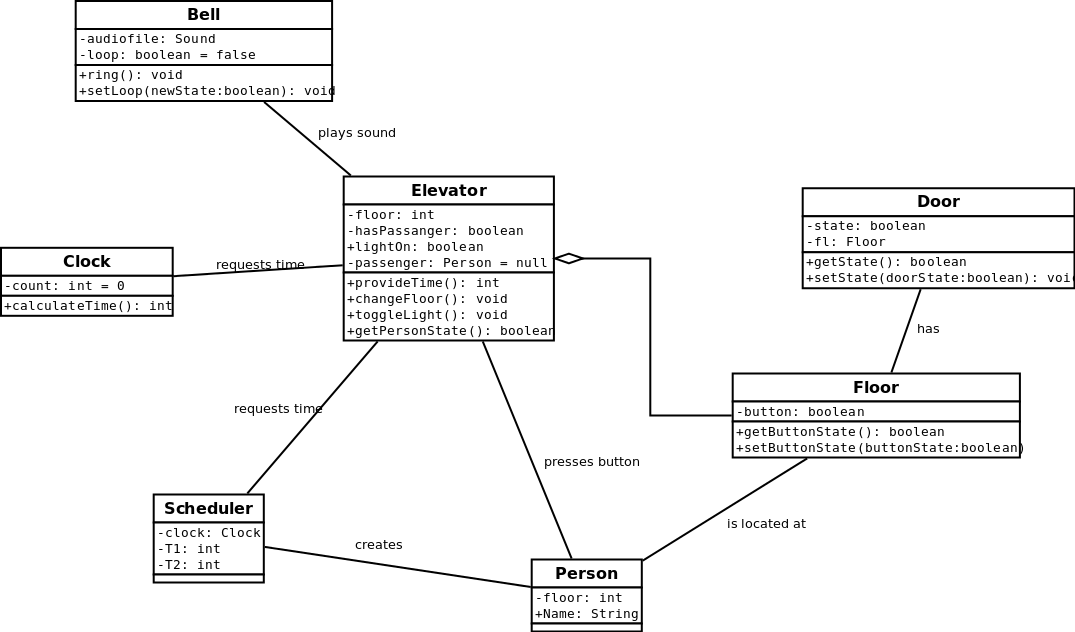 Bell
-audiofile: Sound
-loop: boolean = false
+ring(): void
+setLoop(newState:boolean): void
plays sound
Elevator
-floor: int
-hasPassanger: boolean
+lightOn: boolean
-passenger: Person = null
+provideTime(): int
+changeFloor(): void
+toggleLight(): void
+getPersonState(): boolean
Door
-state: boolean
-fl: Floor
+getState(): boolean
+setState(doorState:boolean): voi
Clock
-count: int = 0
+calculateTime(): int
requests time
has
Floor
-button: boolean
+getButtonState(): boolean
+setButtonState(buttonState:boolean)
requests time
presses button
is located at
Scheduler
-clock: Clock
-T1: int
-T2: int
creates
Person
-floor: int
+Name: String